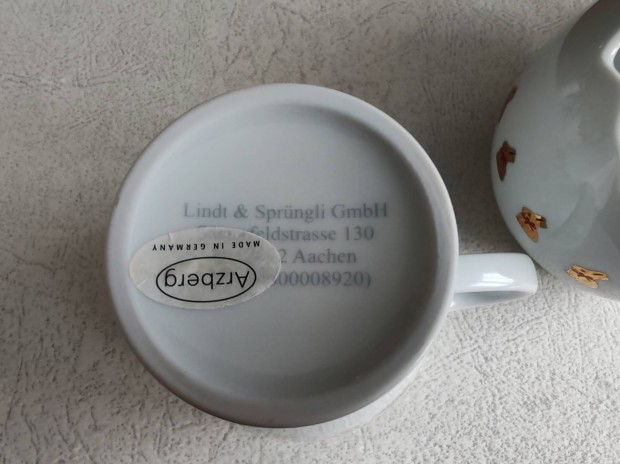 Lindt & Sprüngli GmbH
feldstrasse 130
2 Aachen
00008920)
MADE IN GERMANY
Arzberg